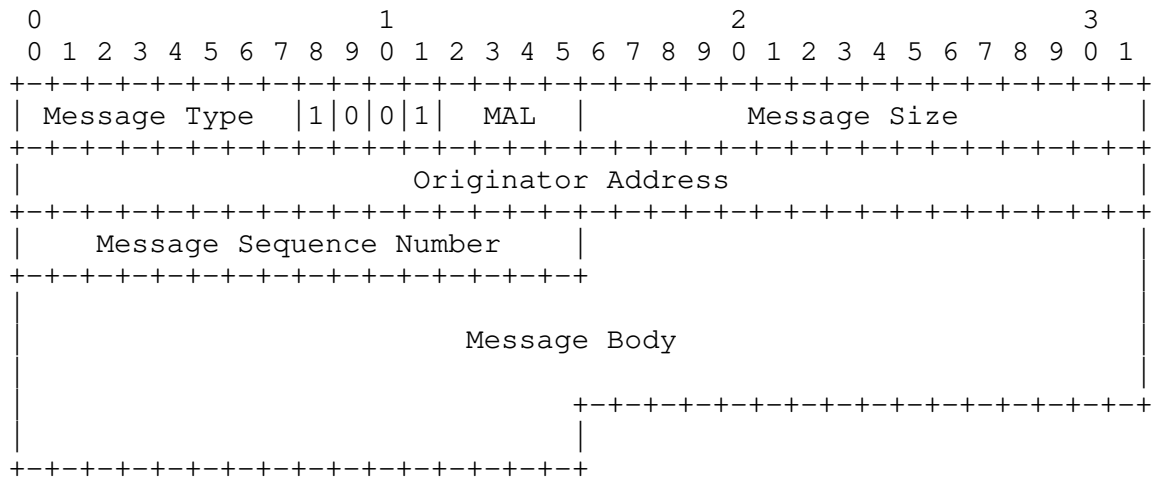 0                   1                   2                   3
 0 1 2 3 4 5 6 7 8 9 0 1 2 3 4 5 6 7 8 9 0 1 2 3 4 5 6 7 8 9 0 1
+-+-+-+-+-+-+-+-+-+-+-+-+-+-+-+-+-+-+-+-+-+-+-+-+-+-+-+-+-+-+-+-+
| Message Type  |1|0|0|1|  MAL  |         Message Size          |
+-+-+-+-+-+-+-+-+-+-+-+-+-+-+-+-+-+-+-+-+-+-+-+-+-+-+-+-+-+-+-+-+
|                      Originator Address                       |
+-+-+-+-+-+-+-+-+-+-+-+-+-+-+-+-+-+-+-+-+-+-+-+-+-+-+-+-+-+-+-+-+
|    Message Sequence Number    |                               |
+-+-+-+-+-+-+-+-+-+-+-+-+-+-+-+-+                               |
|                                                               |
|                         Message Body                          |
|                                                               |
|                               +-+-+-+-+-+-+-+-+-+-+-+-+-+-+-+-+
|                               |
+-+-+-+-+-+-+-+-+-+-+-+-+-+-+-+-+